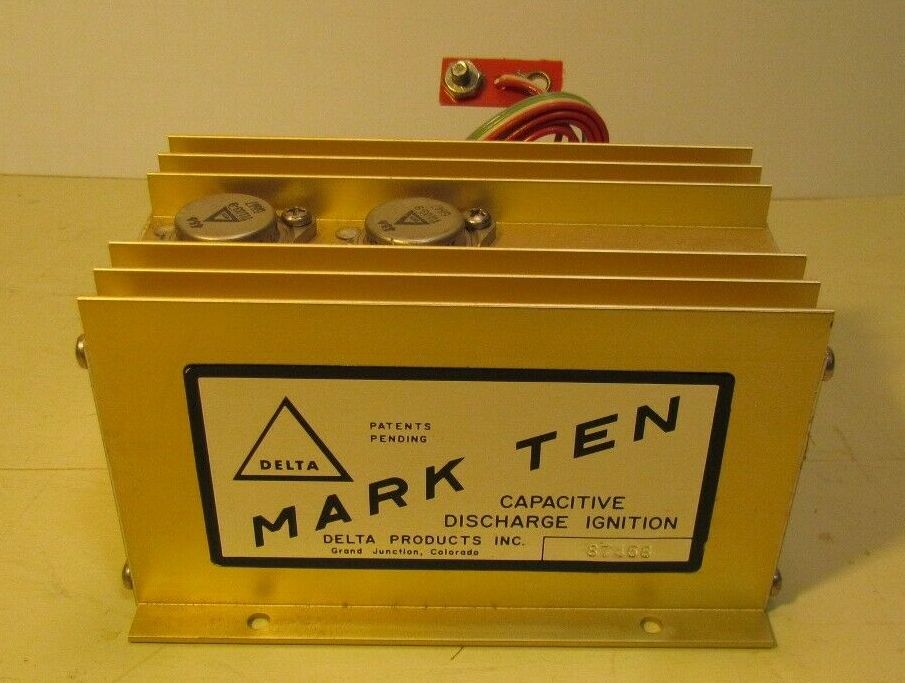 DELTA
PATENTS
PENDING
MARK TEN
CAPACITIVE
DISCHARGE IGNITION
DELTA PRODUCTS INC.
Grand Junction, Colorado